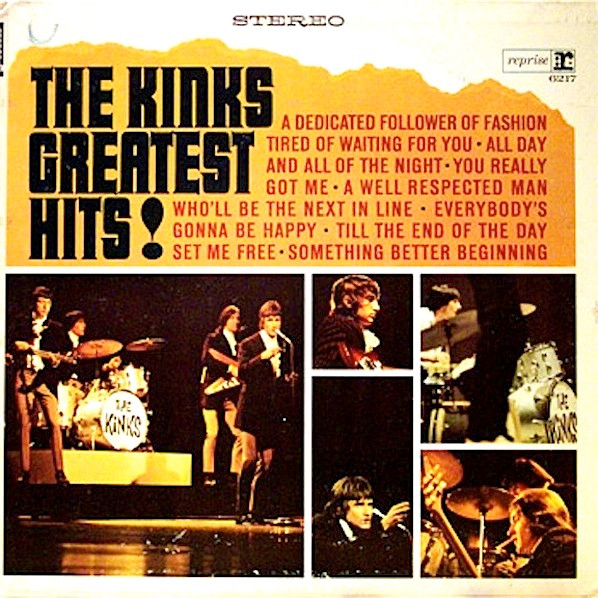 STEREO
reprise R
6217
THE KINKS
GREATEST
HITS!
A DEDICATED FOLLOWER OF FASHION
TIRED OF WAITING FOR YOU · ALL DAY
AND ALL OF THE NIGHT · YOU REALLY
GOT ME · A WELL RESPECTED MAN
WHO'LL BE THE NEXT IN LINE · EVERYBODY'S
GONNA BE HAPPY · TILL THE END OF THE DAY
SET ME FREE · SOMETHING BETTER BEGINNING
THE
KINKS
THE
KINKS